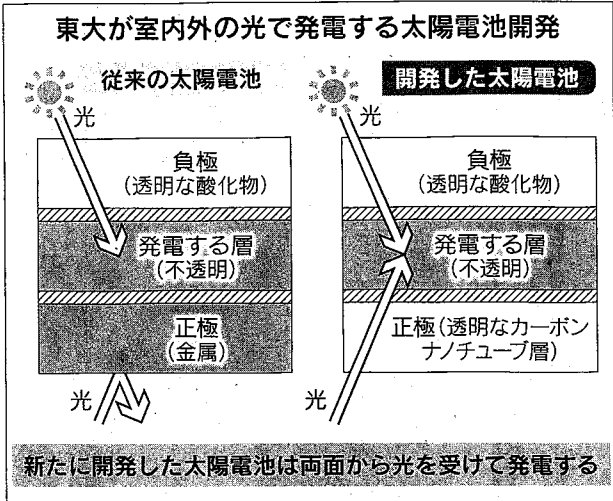 東大が室内外の光で発電する太陽電池開発
従来の太陽電池
光
負極
(透明な酸化物)
発電する層
(不透明)
正極
(金属)
光
開発した太陽電池
光
負極
(透明な酸化物)
発電する層
(不透明)
正極(透明なカーボン
ナノチューブ層)
光
新たに開発した太陽電池は両面から光を受けて発電する